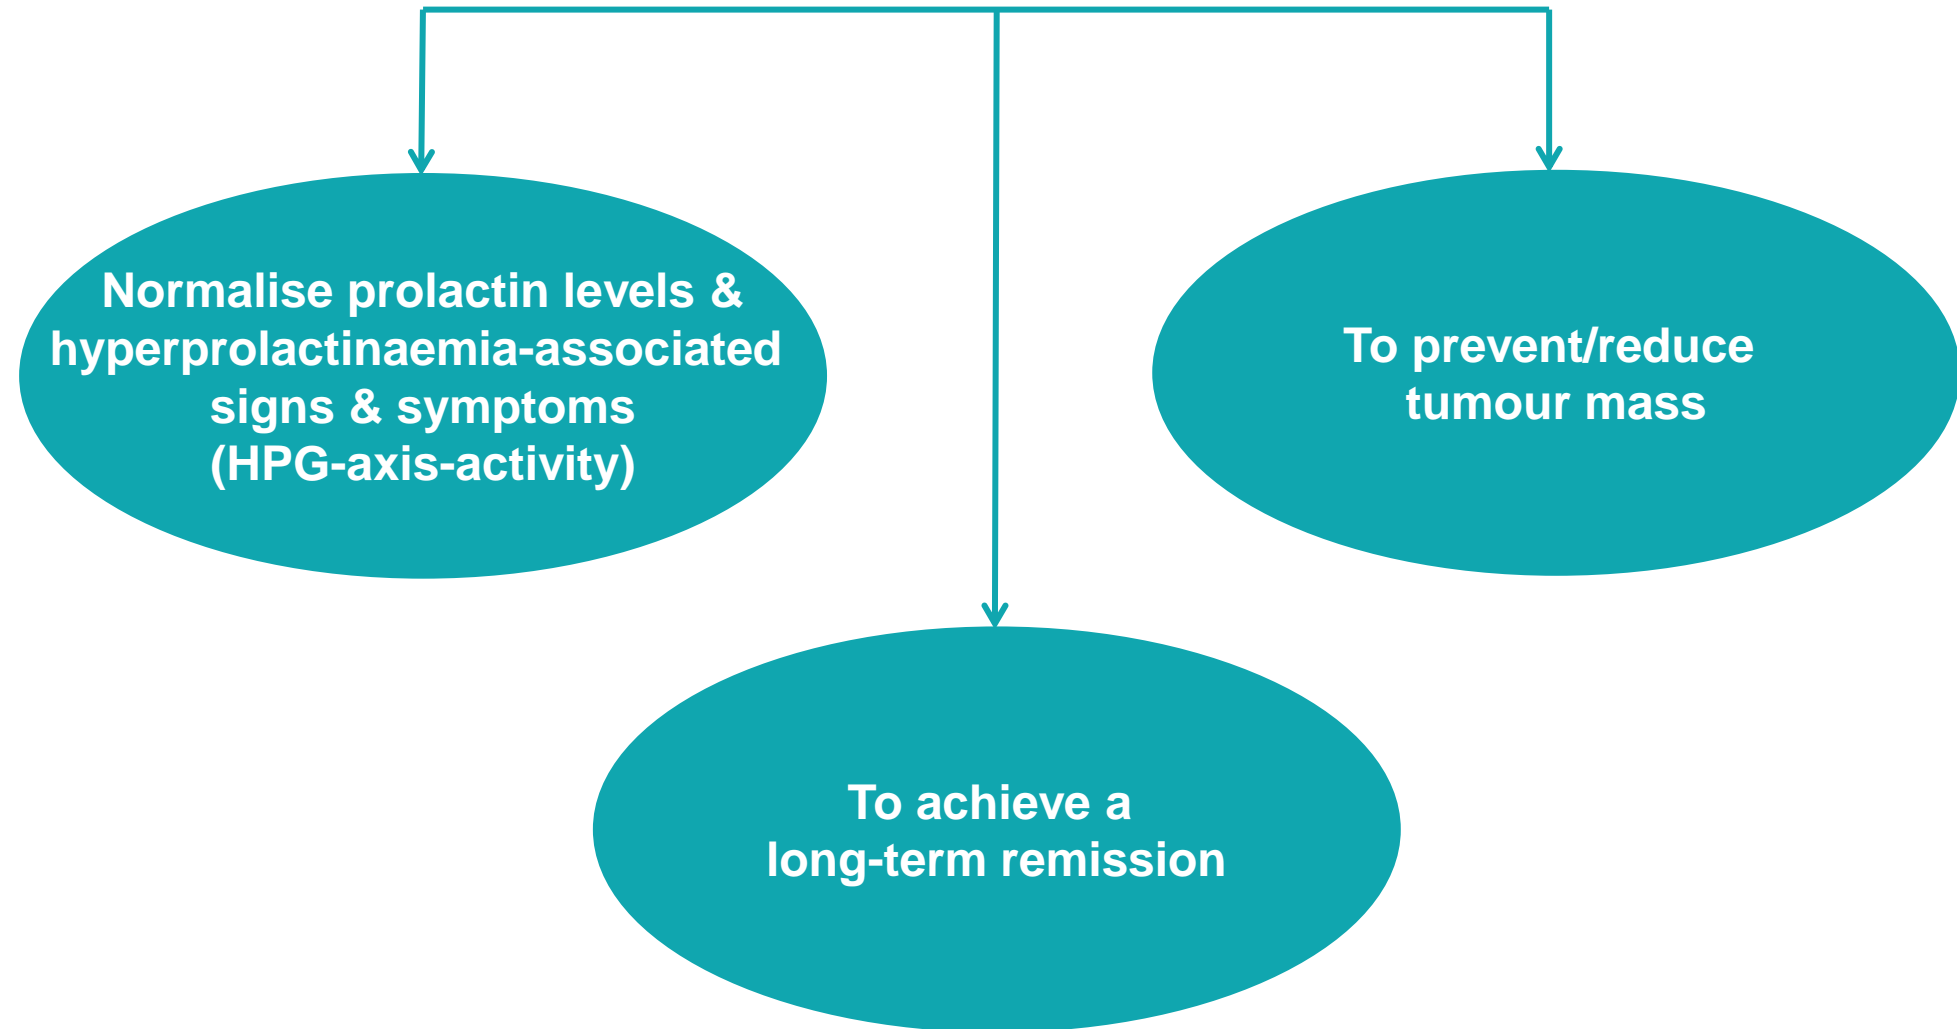 Normalise prolactin levels &
hyperprolactinaemia-associated
signs & symptoms
(HPG-axis-activity)
To prevent/reduce
tumour mass
To achieve a
long-term remission